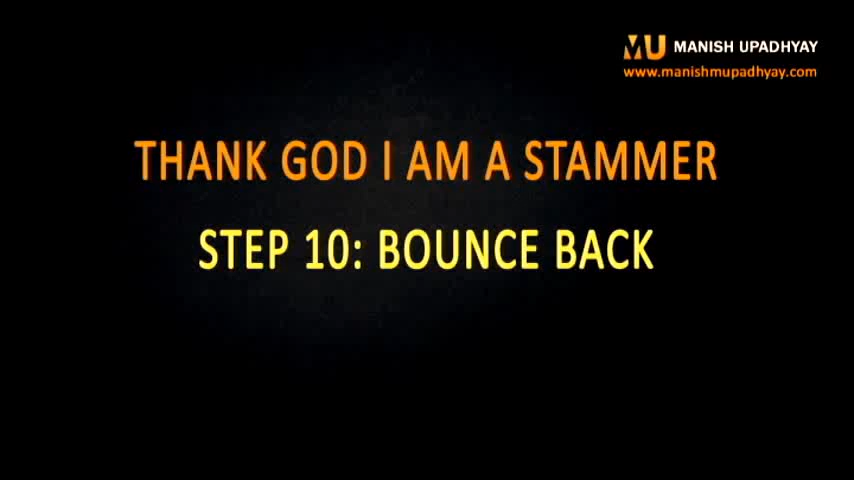 MU MANISH UPADHYAY
www.manishmupadhyay.com
THANK GOD I AM A STAMMER
STEP 10: BOUNCE BACK